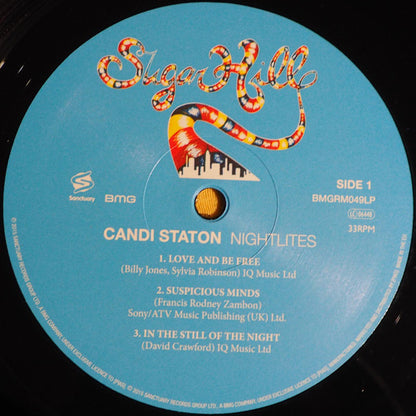 Sugar Hill
SIDE 1
Sanctuary
BMG
BMGRM049LP
LC 06448
33RPM
CANDI STATON NIGHTLITES
1. LOVE AND BE FREE
(Billy Jones, Sylvia Robinson) IQ Music Ltd
2. SUSPICIOUS MINDS
(Francis Rodney Zambon)
Sony/ATV Music Publishing (UK) Ltd.
3. IN THE STILL OF THE NIGHT
(David Crawford) IQ Music Ltd